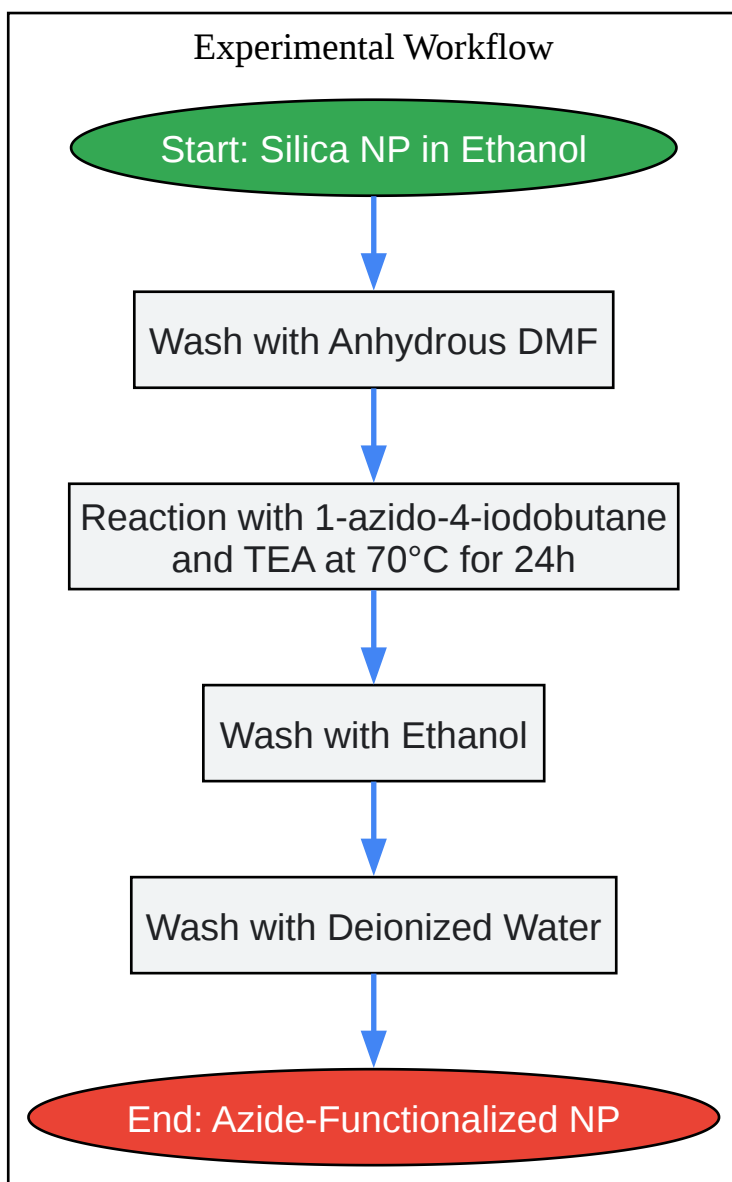 Experimental Workflow
Start: Silica NP in Ethanol
Wash with Anhydrous DMF
Reaction with 1-azido-4-iodobutane
and TEA at 70°C for 24h
Wash with Ethanol
Wash with Deionized Water
End: Azide-Functionalized NP